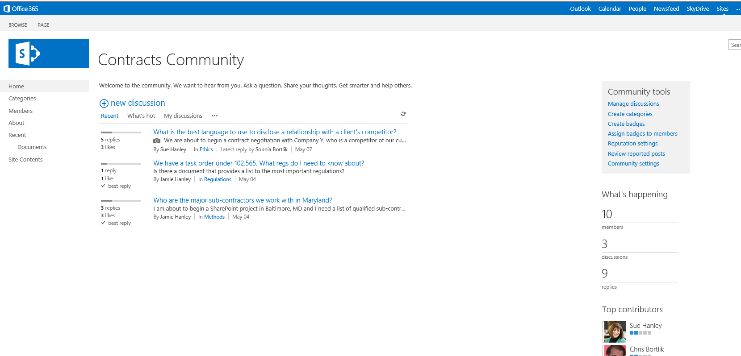 Office 365
Outlook Calendar People Newsfeed SkyDrive Sites ...
BROWSE PAGE
S
Contracts Community
Sear
Welcome to the community. We want to hear from you. Ask a question. Share your thoughts. Get smarter and help others.
Home
Categories
Members
About
Recent
Documents
Site Contents
new discussion
Recent What's hot My discussions ...
5 replies
3 likes
What is the best language to use to disclose a relationship with a client's competitor?
We are about to begin a contract negotiation with Company Y, who is a competitor of our cu...
By Sue Hanley In Ethics Latest reply by Bortlik May 07
1 reply
1 like
best reply
We have a task order under 102.565. What regs do I need to know about?
Is there a document that provides a list to the most important regulations?
By Jamie Hanley In Regulations May 04
3 replies
likes
best reply
Who are the major sub-contractors we work with in Maryland?
I am about to begin a SharePoint project in Baltimore, MD and I need a list of qualified sub-contr...
By Jamie Hanley In Methods May 04
Community tools
Manage discussions
Create categories
Create badges
Assign badges to members
Reputation settings
Review reported posts
Community settings
What's happening
10
members
3
discussions
9
replies
Top contributors
Sue Hanley
Chris Bortlik